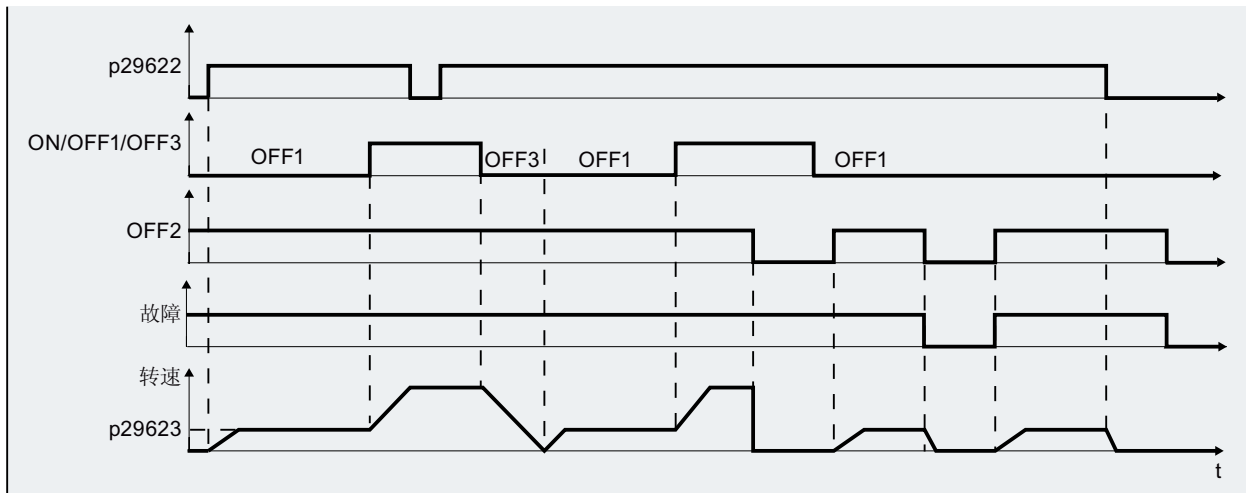 p29622
ON/OFF1/OFF3
OFF1
OFF3
OFF1
OFF1
OFF2
故障
转速
p29623
t